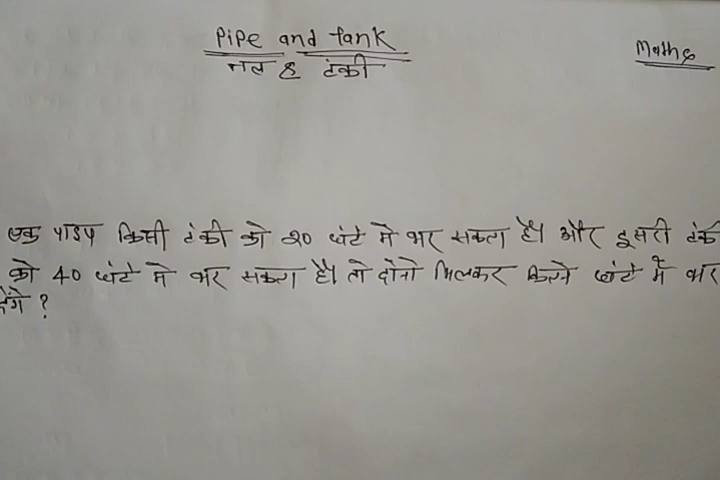 Pipe and tank
Maths
नल & टंकी
एक पाइप किसी टंकी को 20 घंटे मे भर सकता है। और दुसरी टंकी
को 40 घंटे मे भर सकता है। तो दोनो मिलकर कितने घंटे में भर
देंगे ?